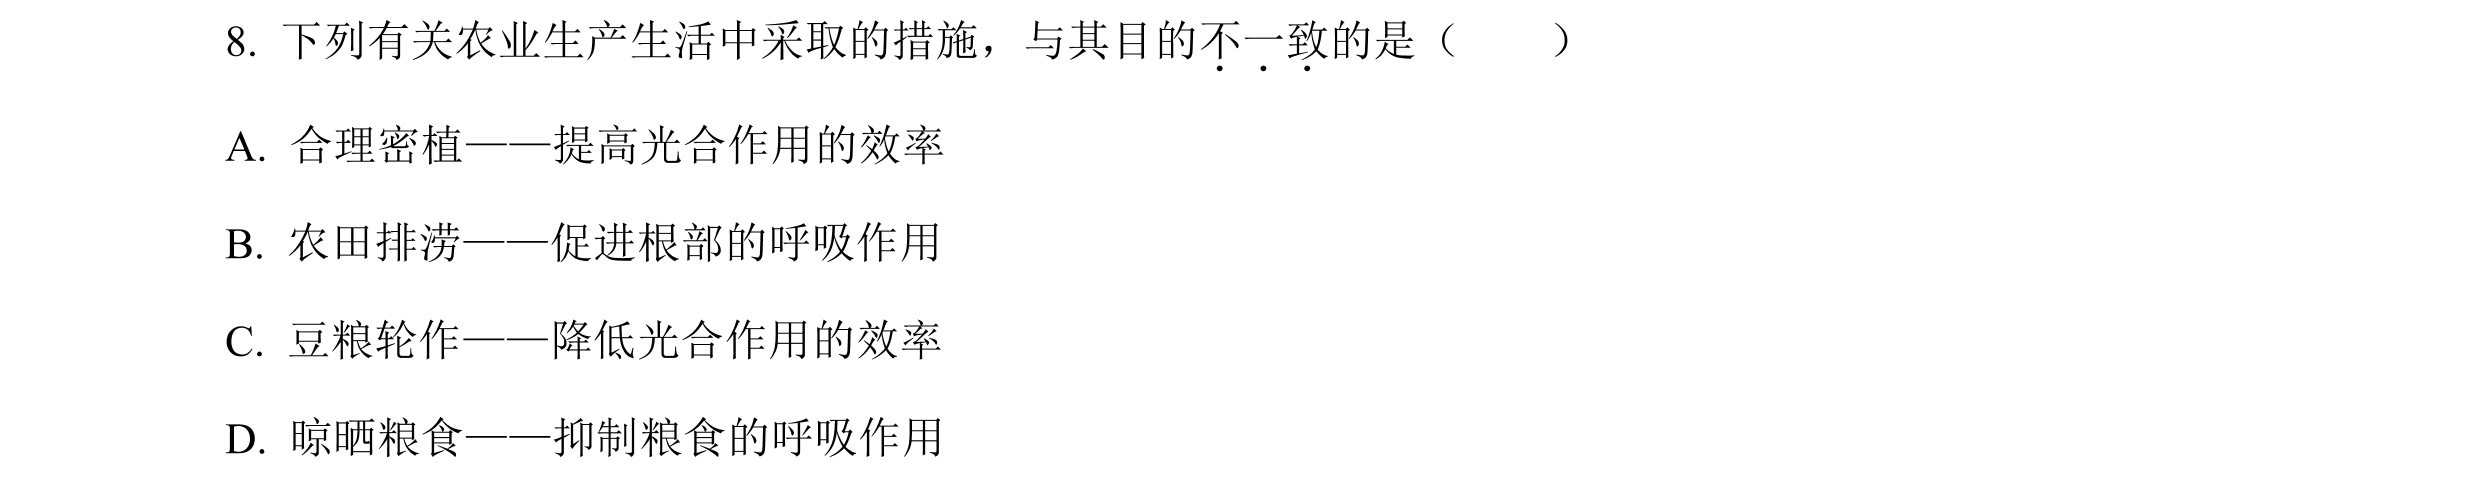 8. 下列有关农业生产生活中采取的措施，与其目的不一致的是（　　）
A. 合理密植——提高光合作用的效率
B. 农田排涝——促进根部的呼吸作用
C. 豆粮轮作——降低光合作用的效率
D. 晾晒粮食——抑制粮食的呼吸作用